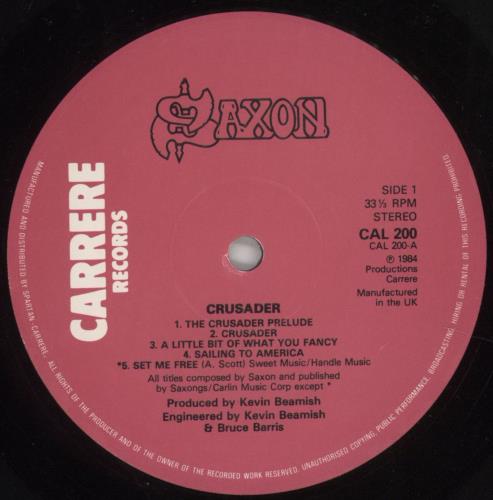 SAXON
CARRERE
RECORDS
SIDE 1
33⅓ RPM
STEREO
CAL 200
CAL 200-A
℗ 1984
Productions
Carrere
Manufactured
in the UK
CRUSADER
1. THE CRUSADER PRELUDE
2. CRUSADER
3. A LITTLE BIT OF WHAT YOU FANCY
4. SAILING TO AMERICA
*5. SET ME FREE (A. Scott) Sweet Music/Handle Music
All titles composed by Saxon and published
by Saxongs/Carlin Music Corp except *
Produced by Kevin Beamish
Engineered by Kevin Beamish
& Bruce Barris
MANUFACTURED AND DISTRIBUTED BY SPARTAN-CARRERE. ALL RIGHTS OF THE PRODUCER AND OF THE OWNER OF THE RECORDED WORK RESERVED. UNAUTHORISED COPYING, PUBLIC PERFORMANCE, BROADCASTING, HIRING OR RENTAL OF THIS RECORDING PROHIBITED.